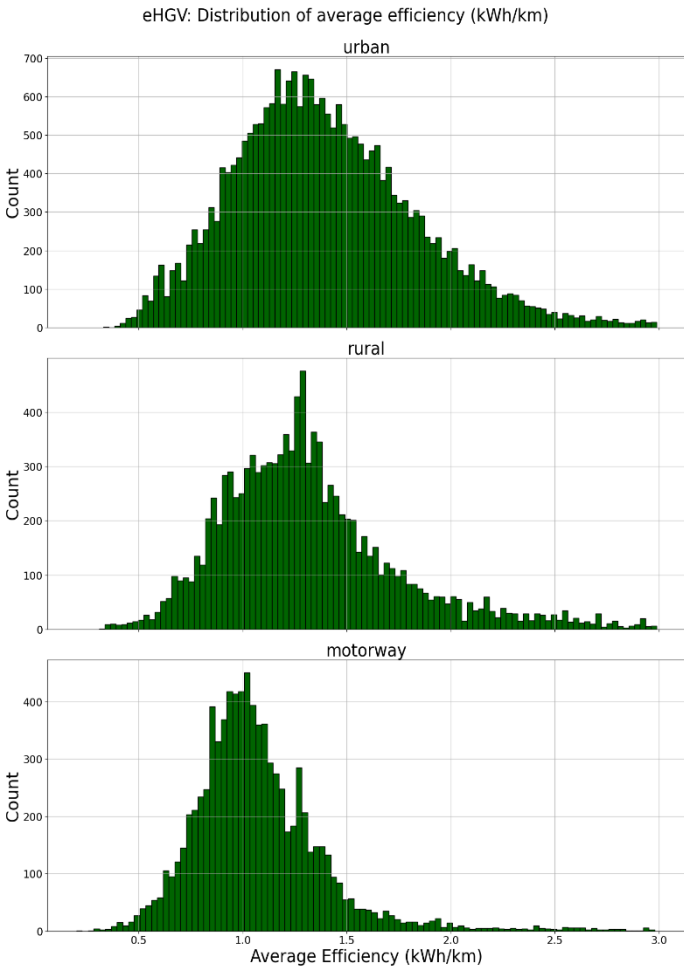 eHGV: Distribution of average efficiency (kWh/km)
urban
700
600
500
400
300
200
100
0
Count
rural
400
300
200
100
0
Count
motorway
400
300
200
100
0
Count
0.5 1.0 1.5 2.0 2.5 3.0
Average Efficiency (kWh/km)